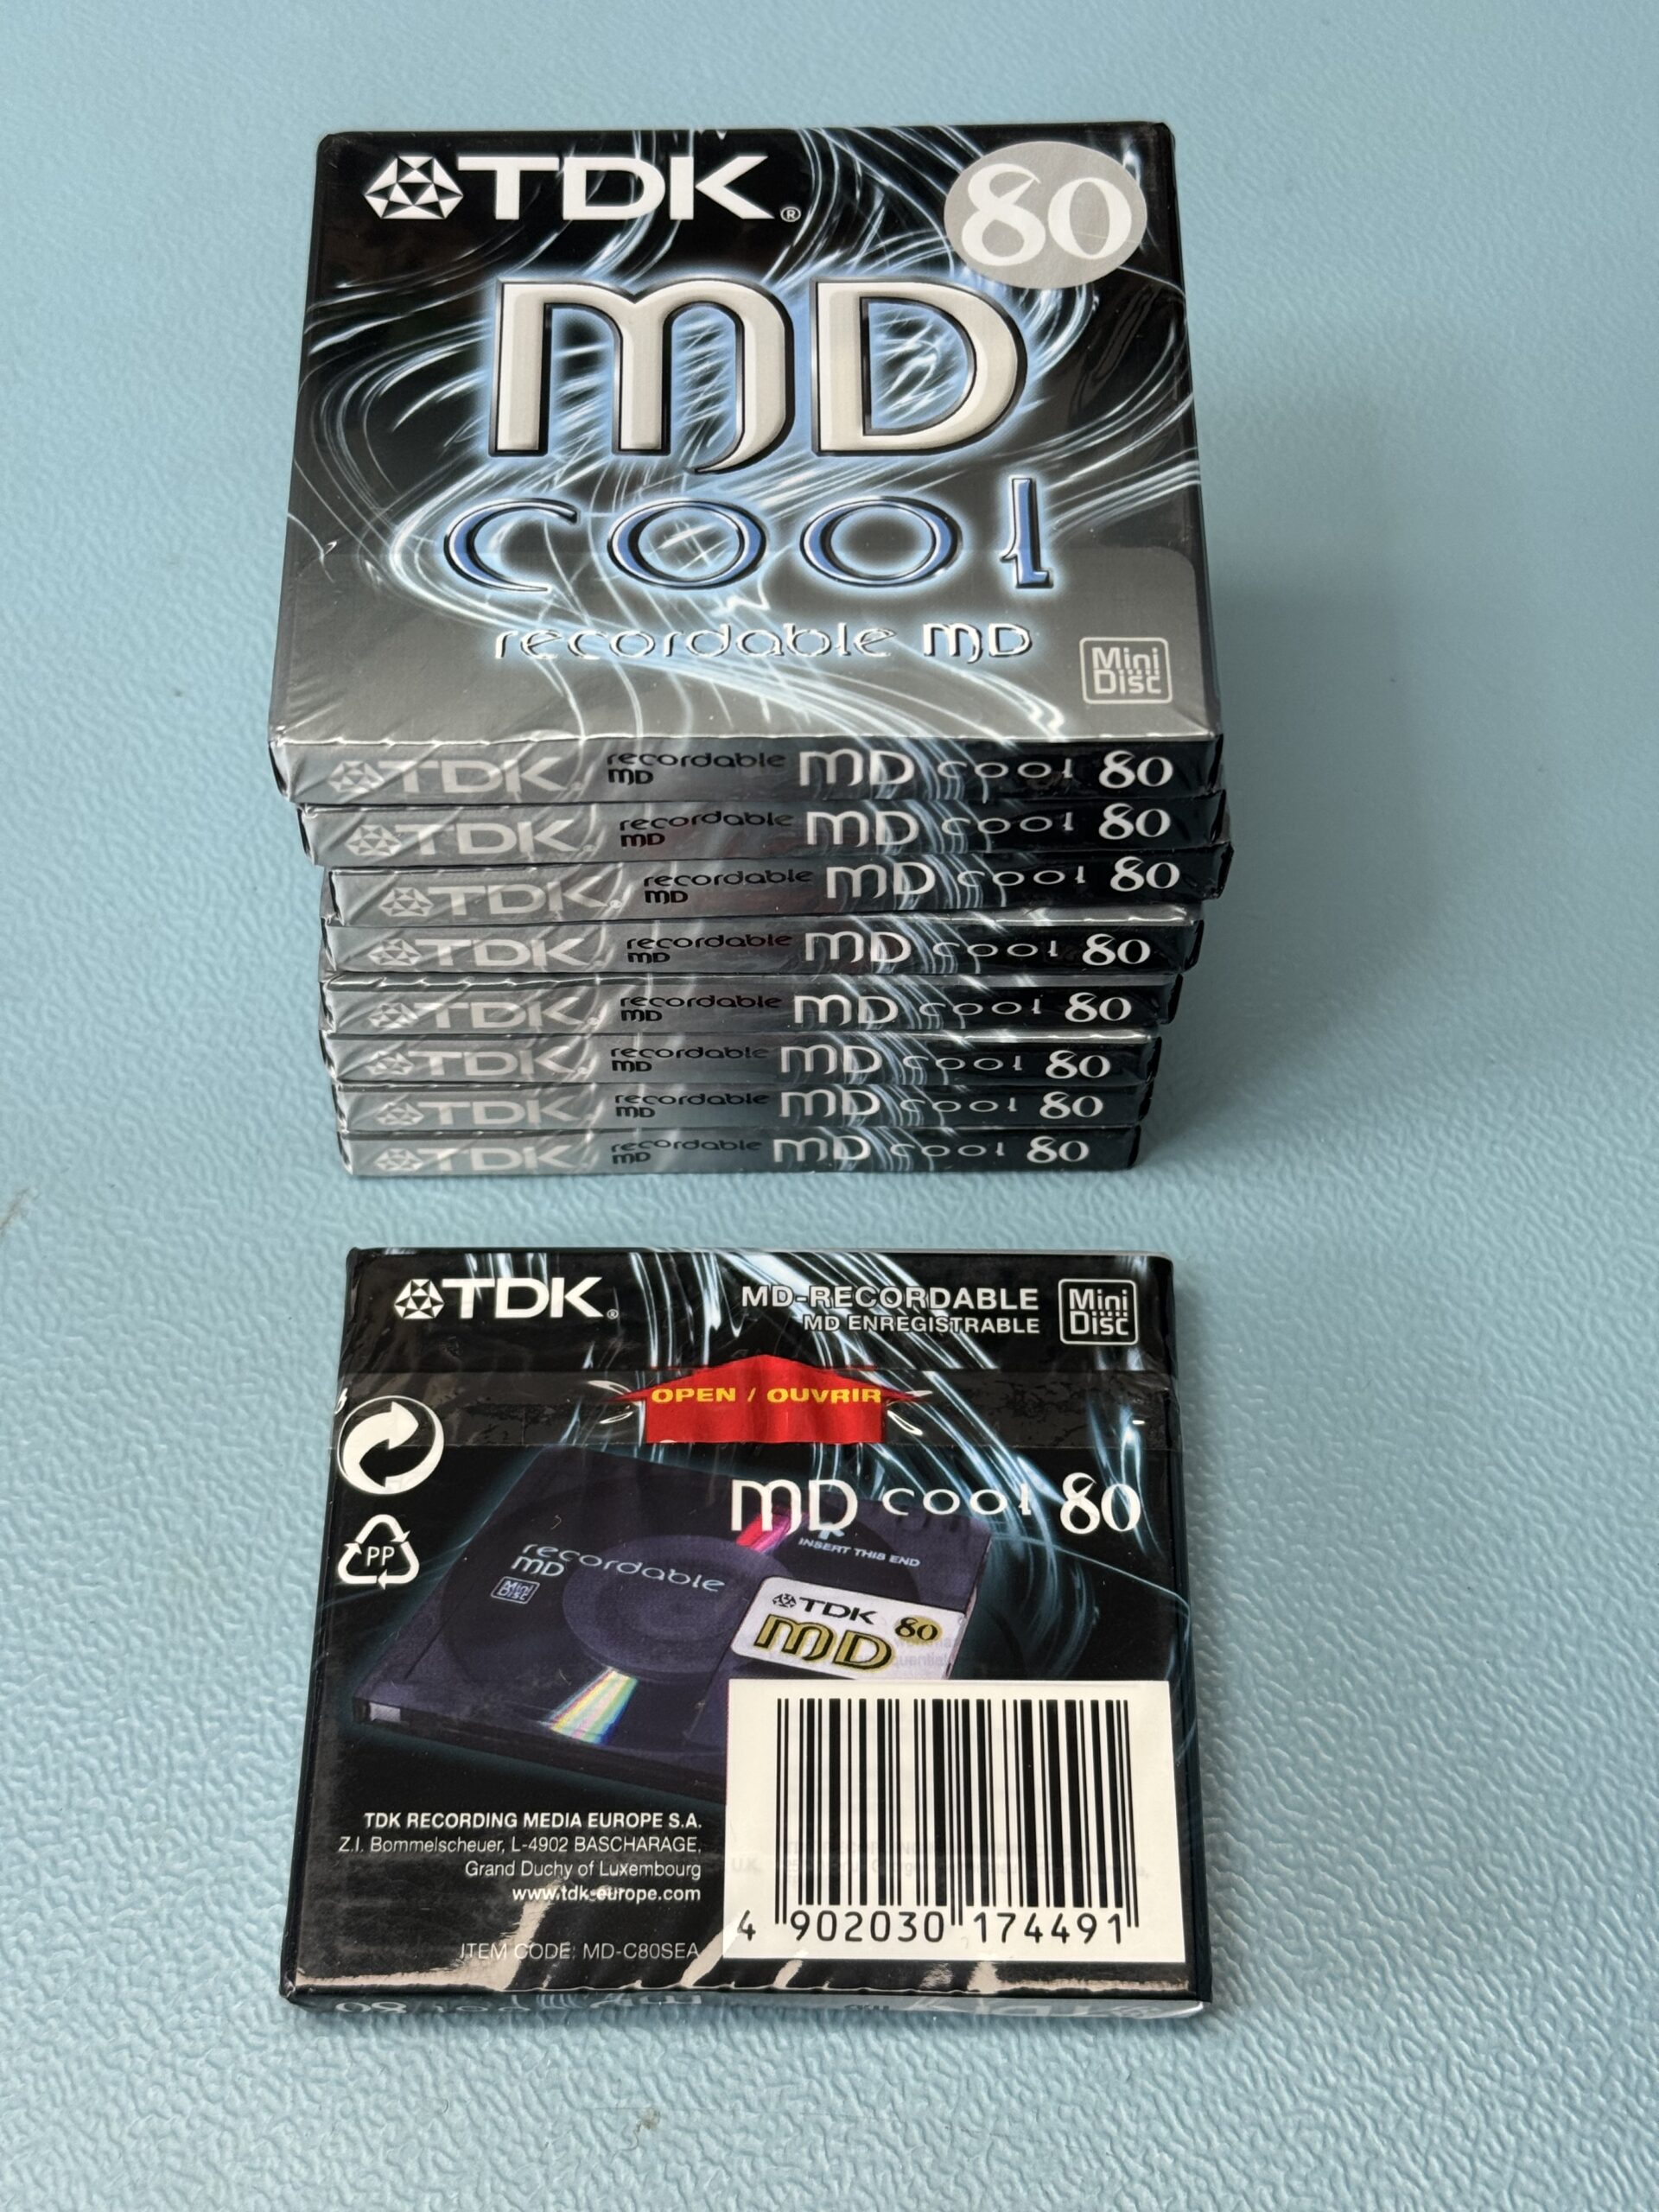 TDK®
80
MD
cool
recordable MD
Mini
Disc
TDK recordable MD MD cool 80
TDK recordable MD MD cool 80
TDK recordable MD MD cool 80
TDK recordable MD MD cool 80
TDK recordable MD MD cool 80
TDK recordable MD MD cool 80
TDK recordable MD MD cool 80
TDK recordable MD MD cool 80
TDK®
MD-RECORDABLE
MD ENREGISTRABLE
Mini
Disc
OPEN / OUVRIR
MD cool 80
PP
INSERT THIS END
recordable
MD
Mini
Disc
TDK 80
MD
TDK RECORDING MEDIA EUROPE S.A.
Z.I. Bommelscheuer, L-4902 BASCHARAGE,
Grand Duchy of Luxembourg
www.tdk-europe.com
ITEM CODE: MD-C80SEA
4 902030 174491